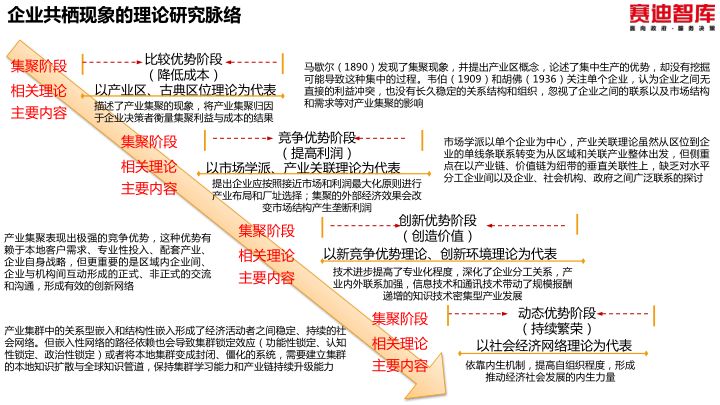 企业共栖现象的理论研究脉络
赛迪智库
面向政府·服务决策
集聚阶段
比较优势阶段
（降低成本）
相关理论
以产业区、古典区位理论为代表
主要内容
描述了产业集聚的现象，将产业集聚归因
于企业决策者衡量集聚利益与成本的结果
马歇尔（1890）发现了集聚现象，并提出产业区概念，论述了集中生产的优势，却没有挖掘
可能导致这种集中的过程。韦伯（1909）和胡佛（1936）关注单个企业，认为企业之间无
直接的利益冲突，也没有长久稳定的关系结构和组织，忽视了企业之间的联系以及市场结构
和需求等对产业集聚的影响
集聚阶段
竞争优势阶段
（提高利润）
相关理论
以市场学派、产业关联理论为代表
主要内容
提出企业应按照接近市场和利润最大化原则进行
产业布局和厂址选择；集聚的外部经济效果会改
变市场结构产生垄断利润
市场学派以单个企业为中心，产业关联理论虽然从区位到企
业的单线条联系转变为从区域和关联产业整体出发，但侧重
点在以产业链、价值链为纽带的垂直关联性上，缺乏对水平
分工企业间以及企业、社会机构、政府之间广泛联系的探讨
集聚阶段
创新优势阶段
（创造价值）
相关理论
以新竞争优势理论、创新环境理论为代表
主要内容
技术进步提高了专业化程度，深化了企业分工关系，产
业内外联系加强，信息技术和通讯技术带动了规模报酬
递增的知识技术密集型产业发展
产业集聚表现出极强的竞争优势，这种优势有
赖于本地客户需求、专业性投入、配套产业、
企业自身战略，但更重要的是区域内企业间、
企业与机构间互动形成的正式、非正式的交流
和沟通，形成有效的创新网络
集聚阶段
动态优势阶段
（持续繁荣）
相关理论
以社会经济网络理论为代表
主要内容
依靠内生机制，提高自组织程度，形成
推动经济社会发展的内生力量
产业集群中的关系型嵌入和结构性嵌入形成了经济活动者之间稳定、持续的社
会网络。但嵌入性网络的路径依赖也会导致集群锁定效应（功能性锁定、认知
性锁定、政治性锁定）或者将本地集群变成封闭、僵化的系统，需要建立集群
的本地知识扩散与全球知识管道，保持集群学习能力和产业链持续升级能力